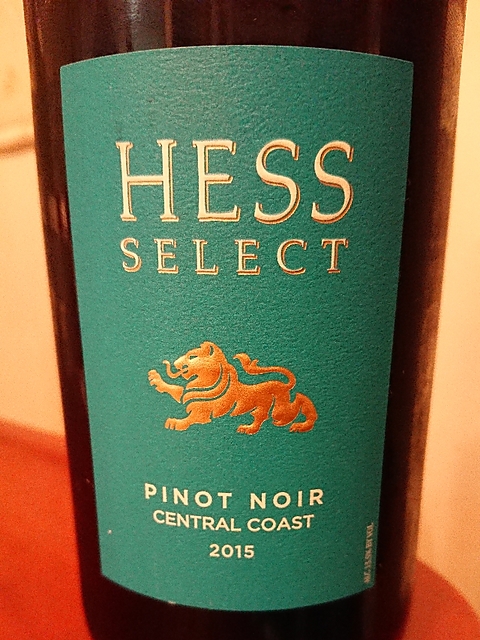 HESS
SELECT
PINOT NOIR
CENTRAL COAST
2015